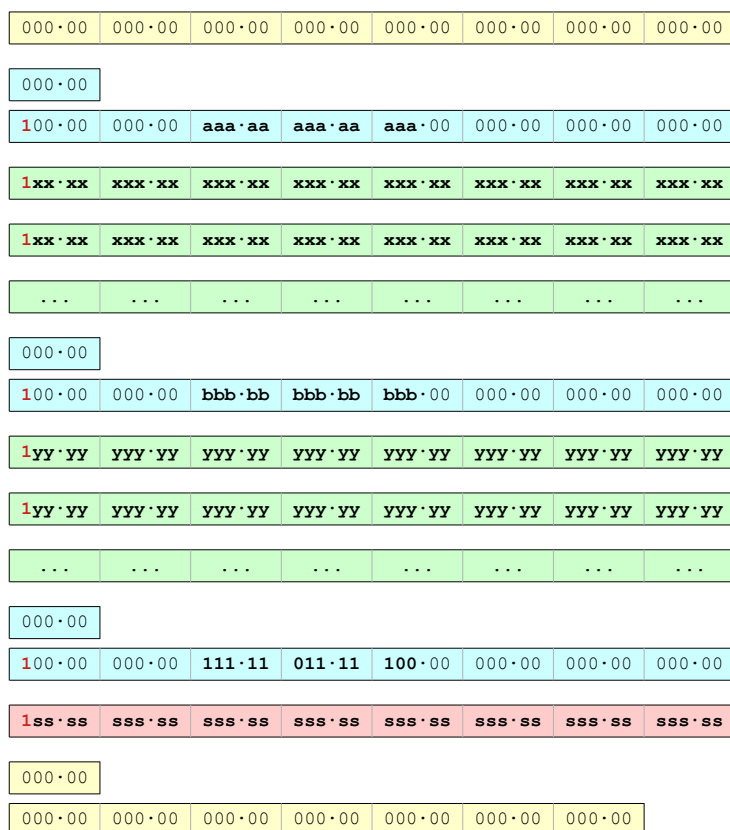 000·00 000·00 000·00 000·00 000·00 000·00 000·00 000·00
000·00
100·00 000·00 aaa·aa aaa·aa aaa·00 000·00 000·00 000·00
1xx·xx xxx·xx xxx·xx xxx·xx xxx·xx xxx·xx xxx·xx xxx·xx
1xx·xx xxx·xx xxx·xx xxx·xx xxx·xx xxx·xx xxx·xx xxx·xx
... ... ... ... ... ... ... ...
000·00
100·00 000·00 bbb·bb bbb·bb bbb·00 000·00 000·00 000·00
1yy·yy yyy·yy yyy·yy yyy·yy yyy·yy yyy·yy yyy·yy yyy·yy
1yy·yy yyy·yy yyy·yy yyy·yy yyy·yy yyy·yy yyy·yy yyy·yy
... ... ... ... ... ... ... ...
000·00
100·00 000·00 111·11 011·11 100·00 000·00 000·00 000·00
1ss·ss sss·ss sss·ss sss·ss sss·ss sss·ss sss·ss sss·ss
000·00
000·00 000·00 000·00 000·00 000·00 000·00 000·00